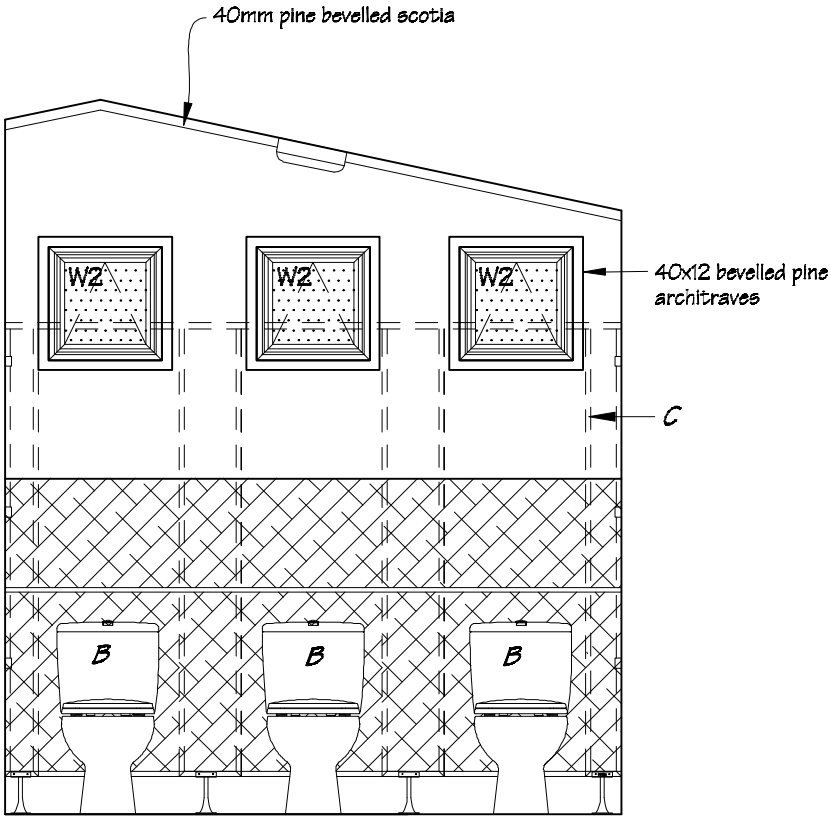 40mm pine bevelled scotia
W2 W2 W2
40x12 bevelled pine
architraves
C
B B B